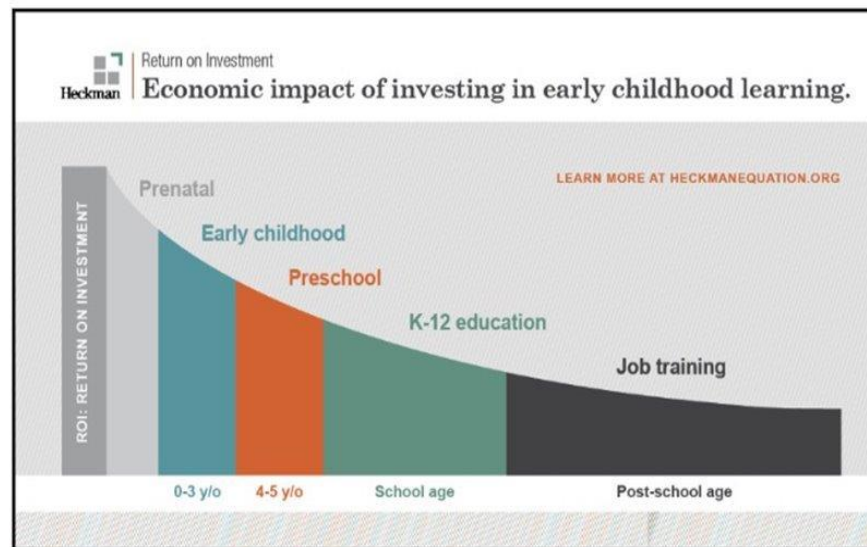 Heckman
Return on Investment
Economic impact of investing in early childhood learning.
LEARN MORE AT HECKMANEQUATION.ORG
ROI: RETURN ON INVESTMENT
Prenatal
Early childhood
Preschool
K-12 education
Job training
0-3 y/o
4-5 y/o
School age
Post-school age